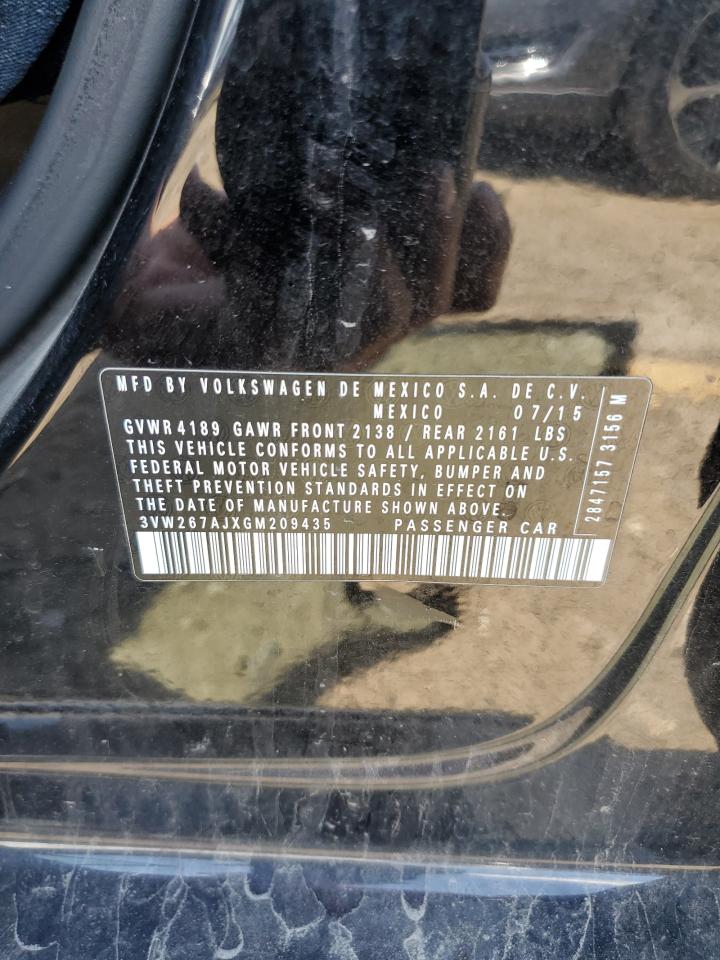 MFD BY VOLKSWAGEN DE MEXICO S.A. DE C.V.
MEXICO 07/15
GVWR 4189 GAWR FRONT 2138 / REAR 2161 LBS
THIS VEHICLE CONFORMS TO ALL APPLICABLE U.S.
FEDERAL MOTOR VEHICLE SAFETY, BUMPER AND
THEFT PREVENTION STANDARDS IN EFFECT ON
THE DATE OF MANUFACTURE SHOWN ABOVE.
3VW267AJXGM209435 PASSENGER CAR
2847157 3156 M